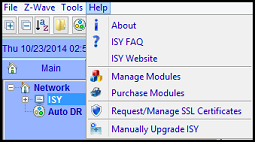 File Z-Wave Tools Help
Thu 10/23/2014 02:5
Main
Network
ISY
Auto DR
About
ISY FAQ
ISY Website
Manage Modules
Purchase Modules
Request/Manage SSL Certificates
Manually Upgrade ISY